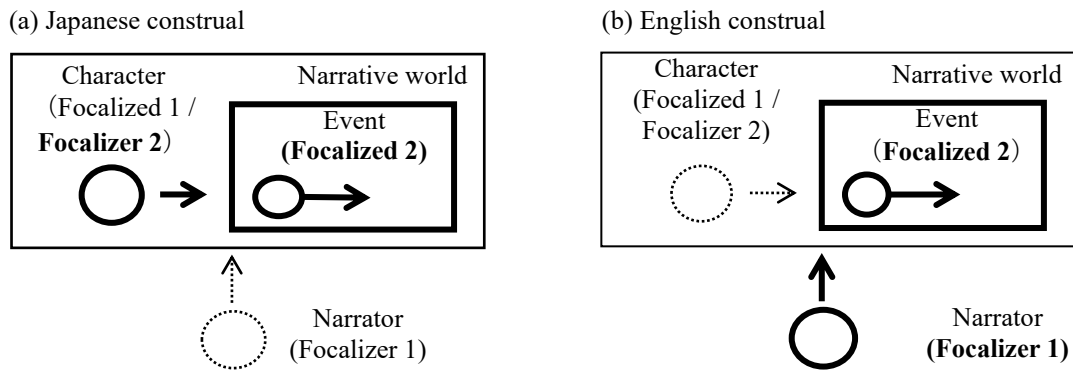 (a) Japanese construal
Character
（Focalized 1 /
Focalizer 2）
Narrative world
Event
(Focalized 2)
Narrator
(Focalizer 1)
(b) English construal
Character
(Focalized 1 /
Focalizer 2)
Narrative world
Event
（Focalized 2）
Narrator
(Focalizer 1)